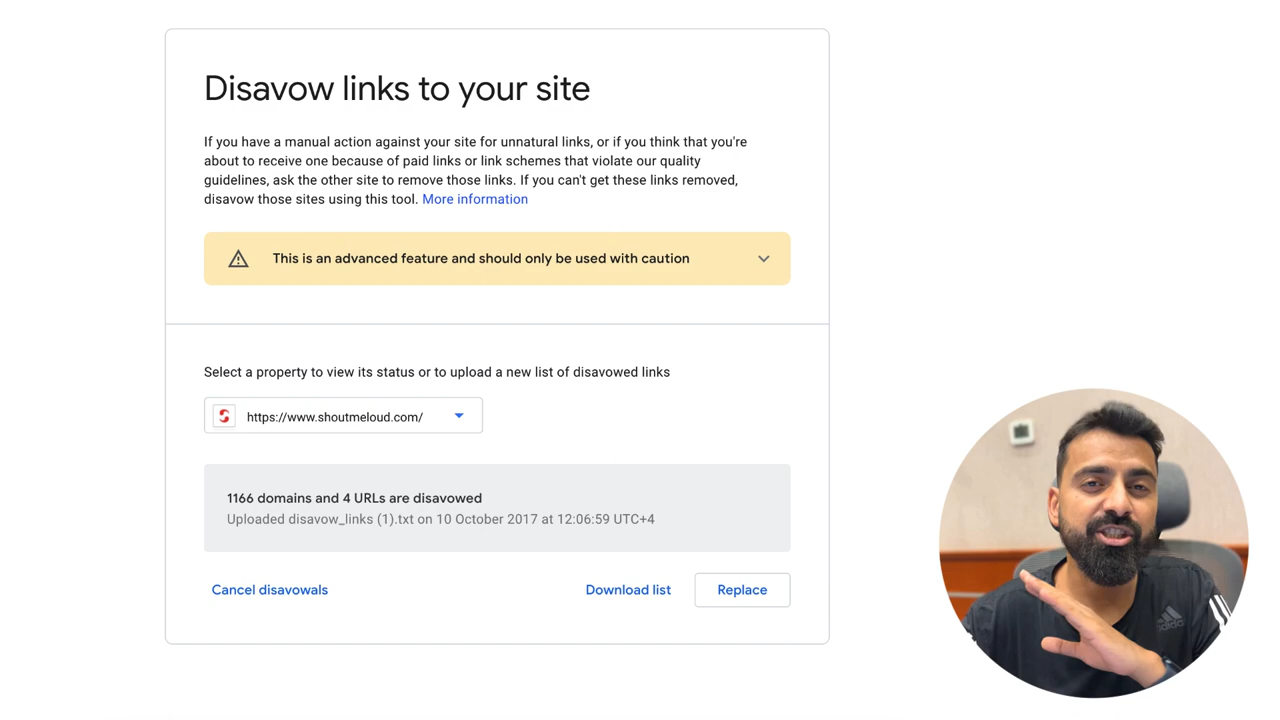 Disavow links to your site
If you have a manual action against your site for unnatural links, or if you think that you're
about to receive one because of paid links or link schemes that violate our quality
guidelines, ask the other site to remove those links. If you can't get these links removed,
disavow those sites using this tool. More information
This is an advanced feature and should only be used with caution
Select a property to view its status or to upload a new list of disavowed links
https://www.shoutmeloud.com/
1166 domains and 4 URLs are disavowed
Uploaded disavow_links (1).txt on 10 October 2017 at 12:06:59 UTC+4
Cancel disavowals
Download list
Replace
adidas